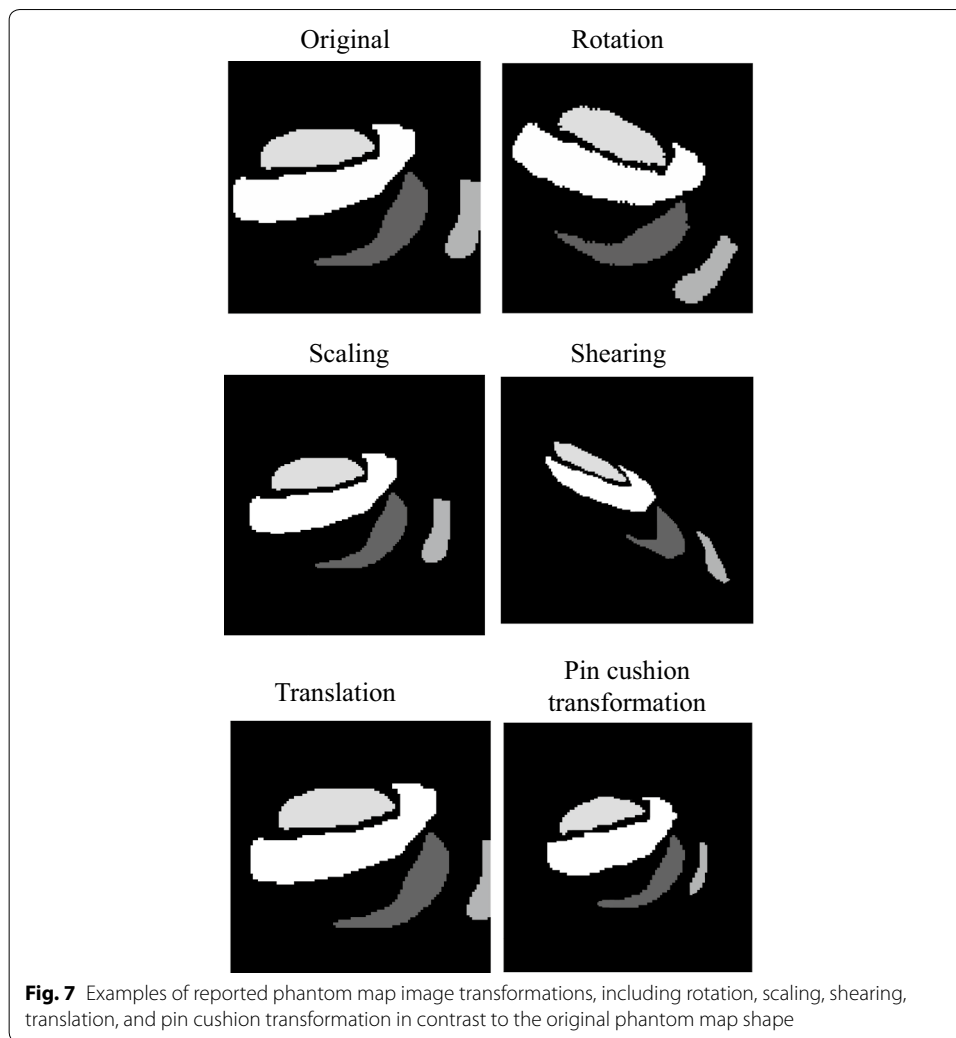 Original
Rotation
Scaling
Shearing
Translation
Pin cushion
transformation
Fig. 7 Examples of reported phantom map image transformations, including rotation, scaling, shearing,
translation, and pin cushion transformation in contrast to the original phantom map shape